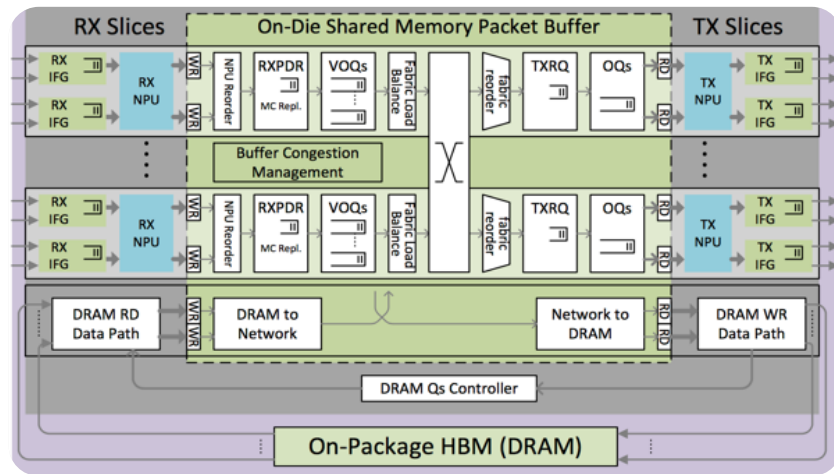 RX Slices
On-Die Shared Memory Packet Buffer
TX Slices
RX
IFG
RX
IFG
RX
NPU
WR
WR
NPU Reorder
RXPDR
MC Repl.
VOQs
Fabric Load
Balance
fabric
reorder
TXRQ
OQs
RD
RD
TX
NPU
TX
IFG
TX
IFG
Buffer Congestion
Management
RX
IFG
RX
IFG
RX
NPU
WR
WR
NPU Reorder
RXPDR
MC Repl.
VOQs
Fabric Load
Balance
fabric
reorder
TXRQ
OQs
RD
RD
TX
NPU
TX
IFG
TX
IFG
DRAM RD
Data Path
WR
WR
DRAM to
Network
Network to
DRAM
RD
RD
DRAM WR
Data Path
DRAM Qs Controller
On-Package HBM (DRAM)